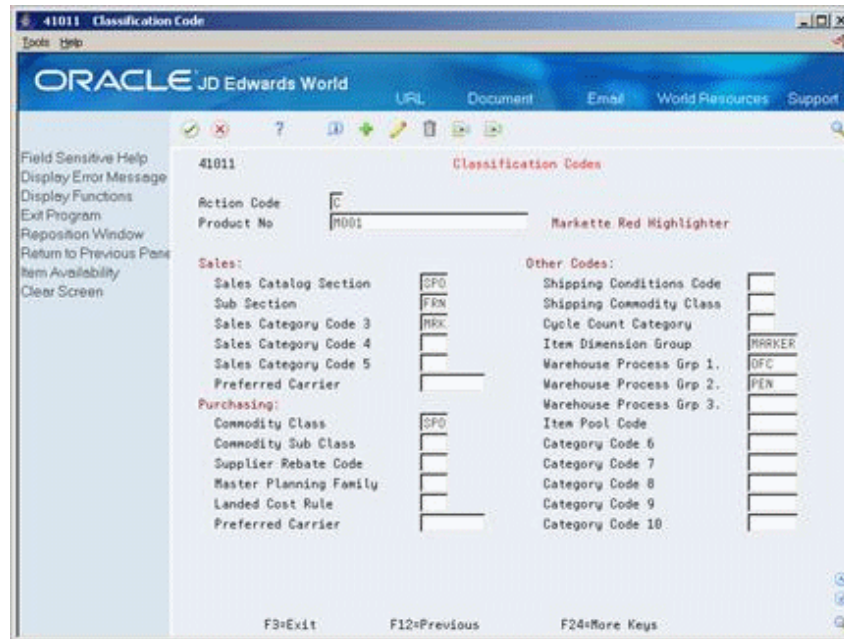 41011 Classification Code
Tools Help
ORACLE JD Edwards World
URL Document Email World Resources Support
Field Sensitive Help
Display Error Message
Display Functions
Exit Program
Reposition Window
Return to Previous Pane
Item Availability
Clear Screen
41011 Classification Codes
Action Code C
Product No M001 Markette Red Highlighter
Sales:
Sales Catalog Section SPO
Sub Section FRN
Sales Category Code 3 MRK
Sales Category Code 4
Sales Category Code 5
Preferred Carrier
Purchasing:
Commodity Class SPO
Commodity Sub Class
Supplier Rebate Code
Master Planning Family
Landed Cost Rule
Preferred Carrier
Other Codes:
Shipping Conditions Code
Shipping Commodity Class
Cycle Count Category
Item Dimension Group MARKER
Warehouse Process Grp 1. OFC
Warehouse Process Grp 2. PEN
Warehouse Process Grp 3.
Item Pool Code
Category Code 6
Category Code 7
Category Code 8
Category Code 9
Category Code 10
F3=Exit F12=Previous F24=More Keys